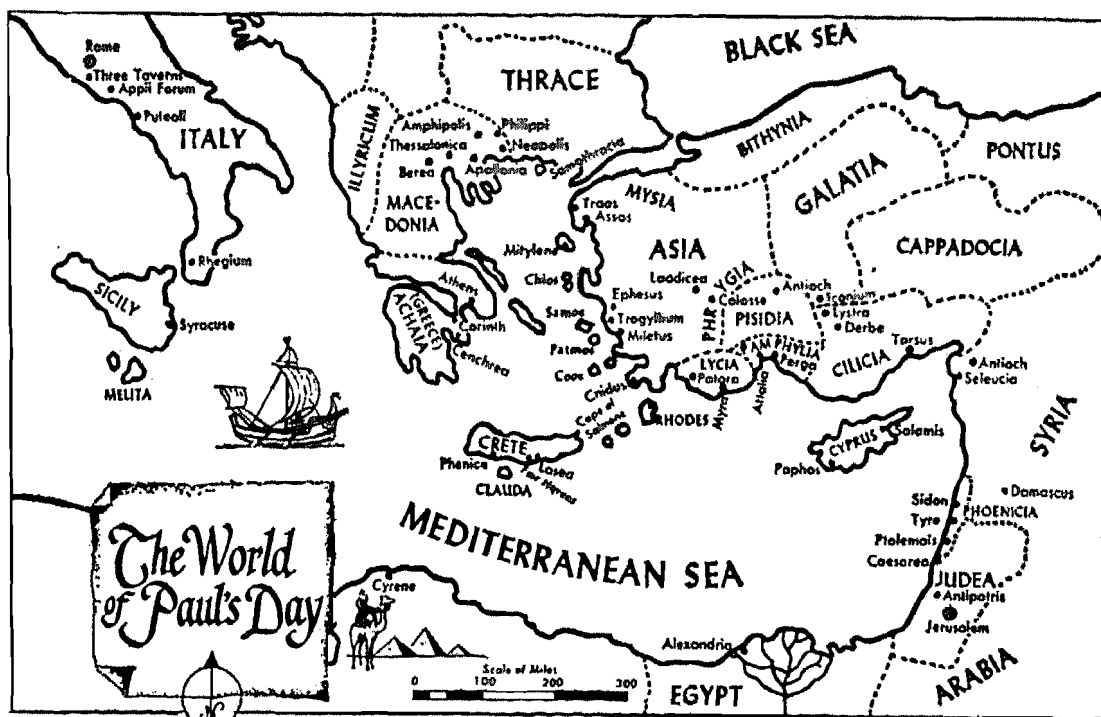 BLACK SEA
Rome
Three Taverns
Appii Forum
Puteoli
ITALY
THRACE
ILLYRICUM
Amphipolis
Philippi
Neapolis
Thessalonica
Apollonia
Samothracia
Berea
MACE-
DONIA
BITHYNIA
PONTUS
GALATIA
MYSIA
Troas
Assos
ASIA
CAPPADOCIA
Mitylene
Chios
Laodicea
PHRYGIA
Colosse
Antioch
Iconium
Lystra
Derbe
PISIDIA
Rhegium
SICILY
Syracuse
MELITA
Athens
(GREECE)
ACHAIA
Corinth
Cenchrea
Samos
Ephesus
Trogyllium
Miletus
Patmos
Coos
Cnidus
PAMPHYLIA
Perga
LYCIA
Patara
Myra
Attalia
CILICIA
Tarsus
Antioch
Seleucia
SYRIA
Cape of
Salmone
RHODES
CRETE
Phenice
Lasea
CLAUDA
CYPRUS
Salamis
Paphos
Damascus
Sidon
PHOENICIA
Tyre
Ptolemais
Caesarea
JUDEA
Antipatris
Jerusalem
MEDITERRANEAN SEA
The World
of Paul's Day
N
Cyrene
Alexandria
Scale of Miles
0 100 200 300
EGYPT
ARABIA